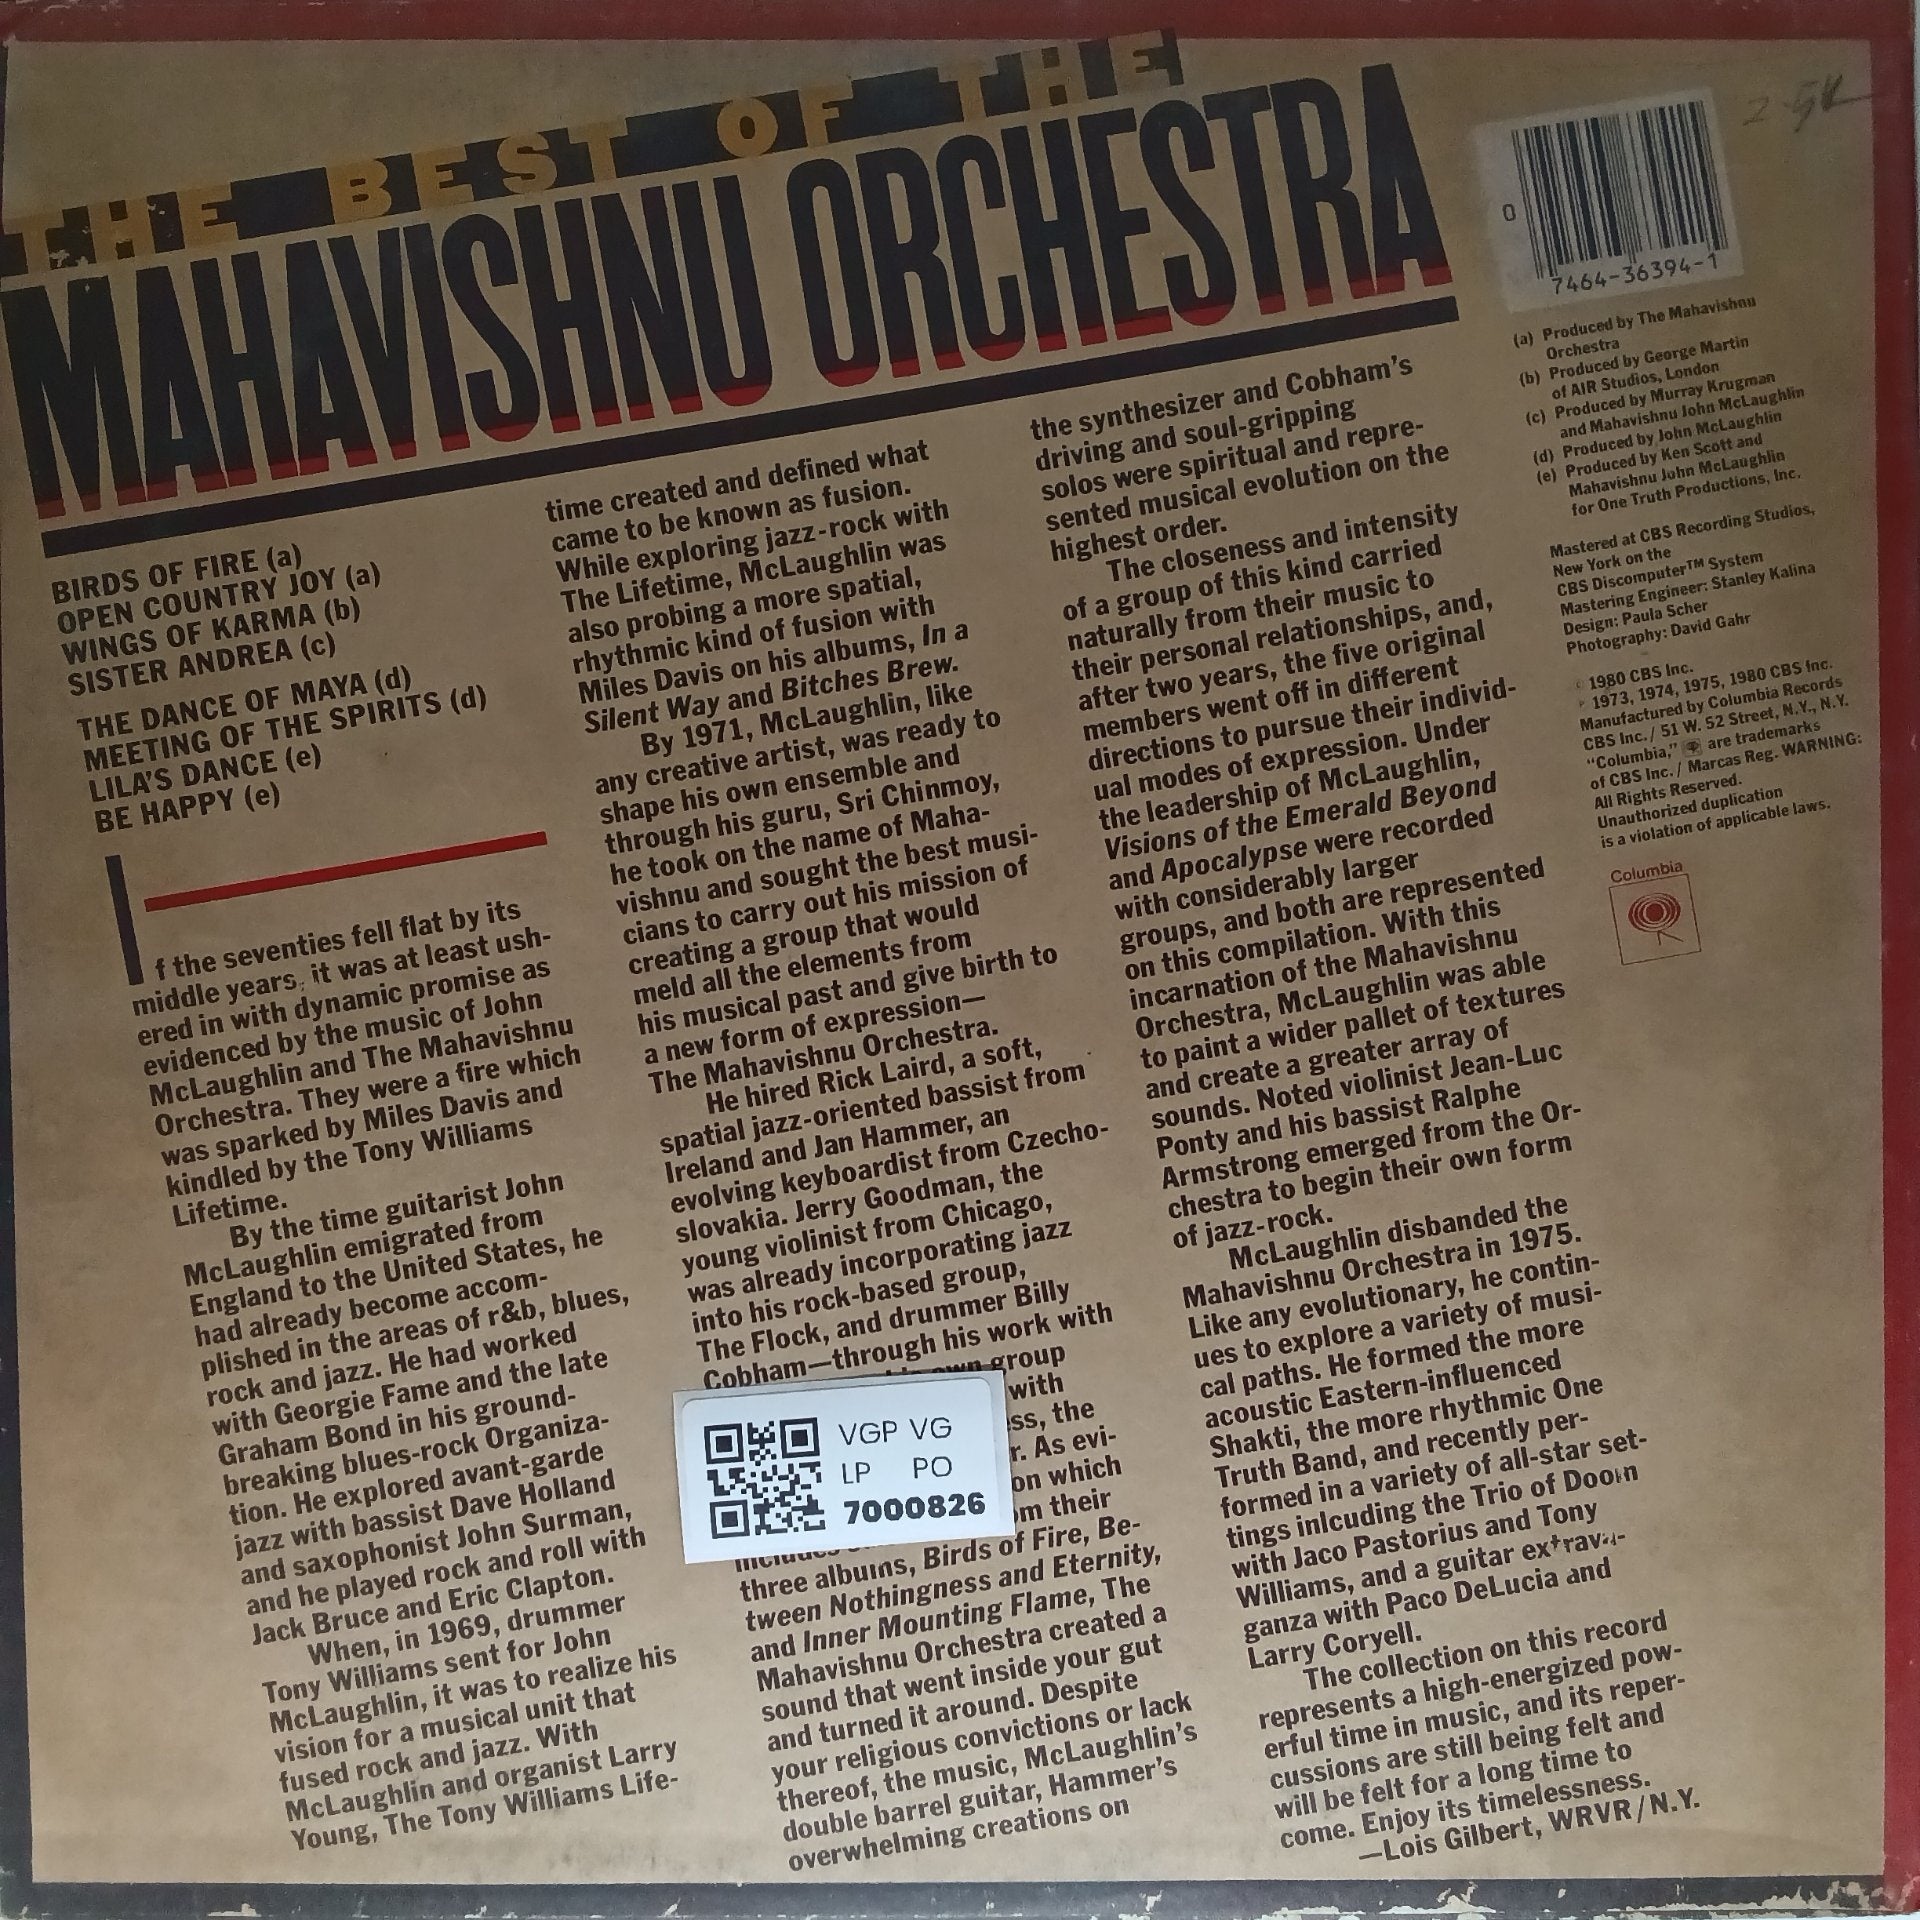 THE BEST OF THE
MAHAVISHNU ORCHESTRA
BIRDS OF FIRE (a)
OPEN COUNTRY JOY (a)
WINGS OF KARMA (b)
SISTER ANDREA (c)
THE DANCE OF MAYA (d)
MEETING OF THE SPIRITS (d)
LILA'S DANCE (e)
BE HAPPY (e)
If the seventies fell flat by its
middle years, it was at least ush-
ered in with dynamic promise as
evidenced by the music of John
McLaughlin and The Mahavishnu
Orchestra. They were a fire which
was sparked by Miles Davis and
kindled by the Tony Williams
Lifetime.
By the time guitarist John
McLaughlin emigrated from
England to the United States, he
had already become accom-
plished in the areas of r&b, blues,
rock and jazz. He had worked
with Georgie Fame and the late
Graham Bond in his ground-
breaking blues-rock Organiza-
tion. He explored avant-garde
jazz with bassist Dave Holland
and saxophonist John Surman,
and he played rock and roll with
Jack Bruce and Eric Clapton.
When, in 1969, drummer
Tony Williams sent for John
McLaughlin, it was to realize his
vision for a musical unit that
fused rock and jazz. With
McLaughlin and organist Larry
Young, The Tony Williams Life-
time created and defined what
came to be known as fusion.
While exploring jazz-rock with
The Lifetime, McLaughlin was
also probing a more spatial,
rhythmic kind of fusion with
Miles Davis on his albums, In a
Silent Way and Bitches Brew.
By 1971, McLaughlin, like
any creative artist, was ready to
shape his own ensemble and
through his guru, Sri Chinmoy,
he took on the name of Maha-
vishnu and sought the best musi-
cians to carry out his mission of
creating a group that would
meld all the elements from
his musical past and give birth to
a new form of expression—
The Mahavishnu Orchestra.
He hired Rick Laird, a soft,
spatial jazz-oriented bassist from
Ireland and Jan Hammer, an
evolving keyboardist from Czecho-
slovakia. Jerry Goodman, the
young violinist from Chicago,
was already incorporating jazz
into his rock-based group,
The Flock, and drummer Billy
Cobham—through his work with
own group
with
ess, the
r. As evi-
on which
om their
three albums, Birds of Fire, Be-
tween Nothingness and Eternity,
and Inner Mounting Flame, The
Mahavishnu Orchestra created a
sound that went inside your gut
and turned it around. Despite
your religious convictions or lack
thereof, the music, McLaughlin's
double barrel guitar, Hammer's
overwhelming creations on
VGP VG
LP PO
7000826
the synthesizer and Cobham's
driving and soul-gripping
solos were spiritual and repre-
sented musical evolution on the
highest order.
The closeness and intensity
of a group of this kind carried
naturally from their music to
their personal relationships, and,
after two years, the five original
members went off in different
directions to pursue their individ-
ual modes of expression. Under
the leadership of McLaughlin,
Visions of the Emerald Beyond
and Apocalypse were recorded
with considerably larger
groups, and both are represented
on this compilation. With this
incarnation of the Mahavishnu
Orchestra, McLaughlin was able
to paint a wider pallet of textures
and create a greater array of
sounds. Noted violinist Jean-Luc
Ponty and his bassist Ralphe
Armstrong emerged from the Or-
chestra to begin their own form
of jazz-rock.
McLaughlin disbanded the
Mahavishnu Orchestra in 1975.
Like any evolutionary, he contin-
ues to explore a variety of musi-
cal paths. He formed the more
acoustic Eastern-influenced
Shakti, the more rhythmic One
Truth Band, and recently per-
formed in a variety of all-star set-
tings inlcuding the Trio of Doom
with Jaco Pastorius and Tony
Williams, and a guitar extrava-
ganza with Paco DeLucia and
Larry Coryell.
The collection on this record
represents a high-energized pow-
erful time in music, and its reper-
cussions are still being felt and
will be felt for a long time to
come. Enjoy its timelessness.
—Lois Gilbert, WRVR/N.Y.
0
7464-36394-1
(a) Produced by The Mahavishnu
Orchestra
(b) Produced by George Martin
of AIR Studios, London
(c) Produced by Murray Krugman
and Mahavishnu John McLaughlin
(d) Produced by John McLaughlin
(e) Produced by Ken Scott and
Mahavishnu John McLaughlin
for One Truth Productions, Inc.
Mastered at CBS Recording Studios,
New York on the
CBS Discomputer™ System
Mastering Engineer: Stanley Kalina
Design: Paula Scher
Photography: David Gahr
© 1980 CBS Inc.
℗ 1973, 1974, 1975, 1980 CBS Inc.
Manufactured by Columbia Records
CBS Inc./ 51 W. 52 Street, N.Y., N.Y.
"Columbia," are trademarks
of CBS Inc./ Marcas Reg. WARNING:
All Rights Reserved.
Unauthorized duplication
is a violation of applicable laws.
Columbia